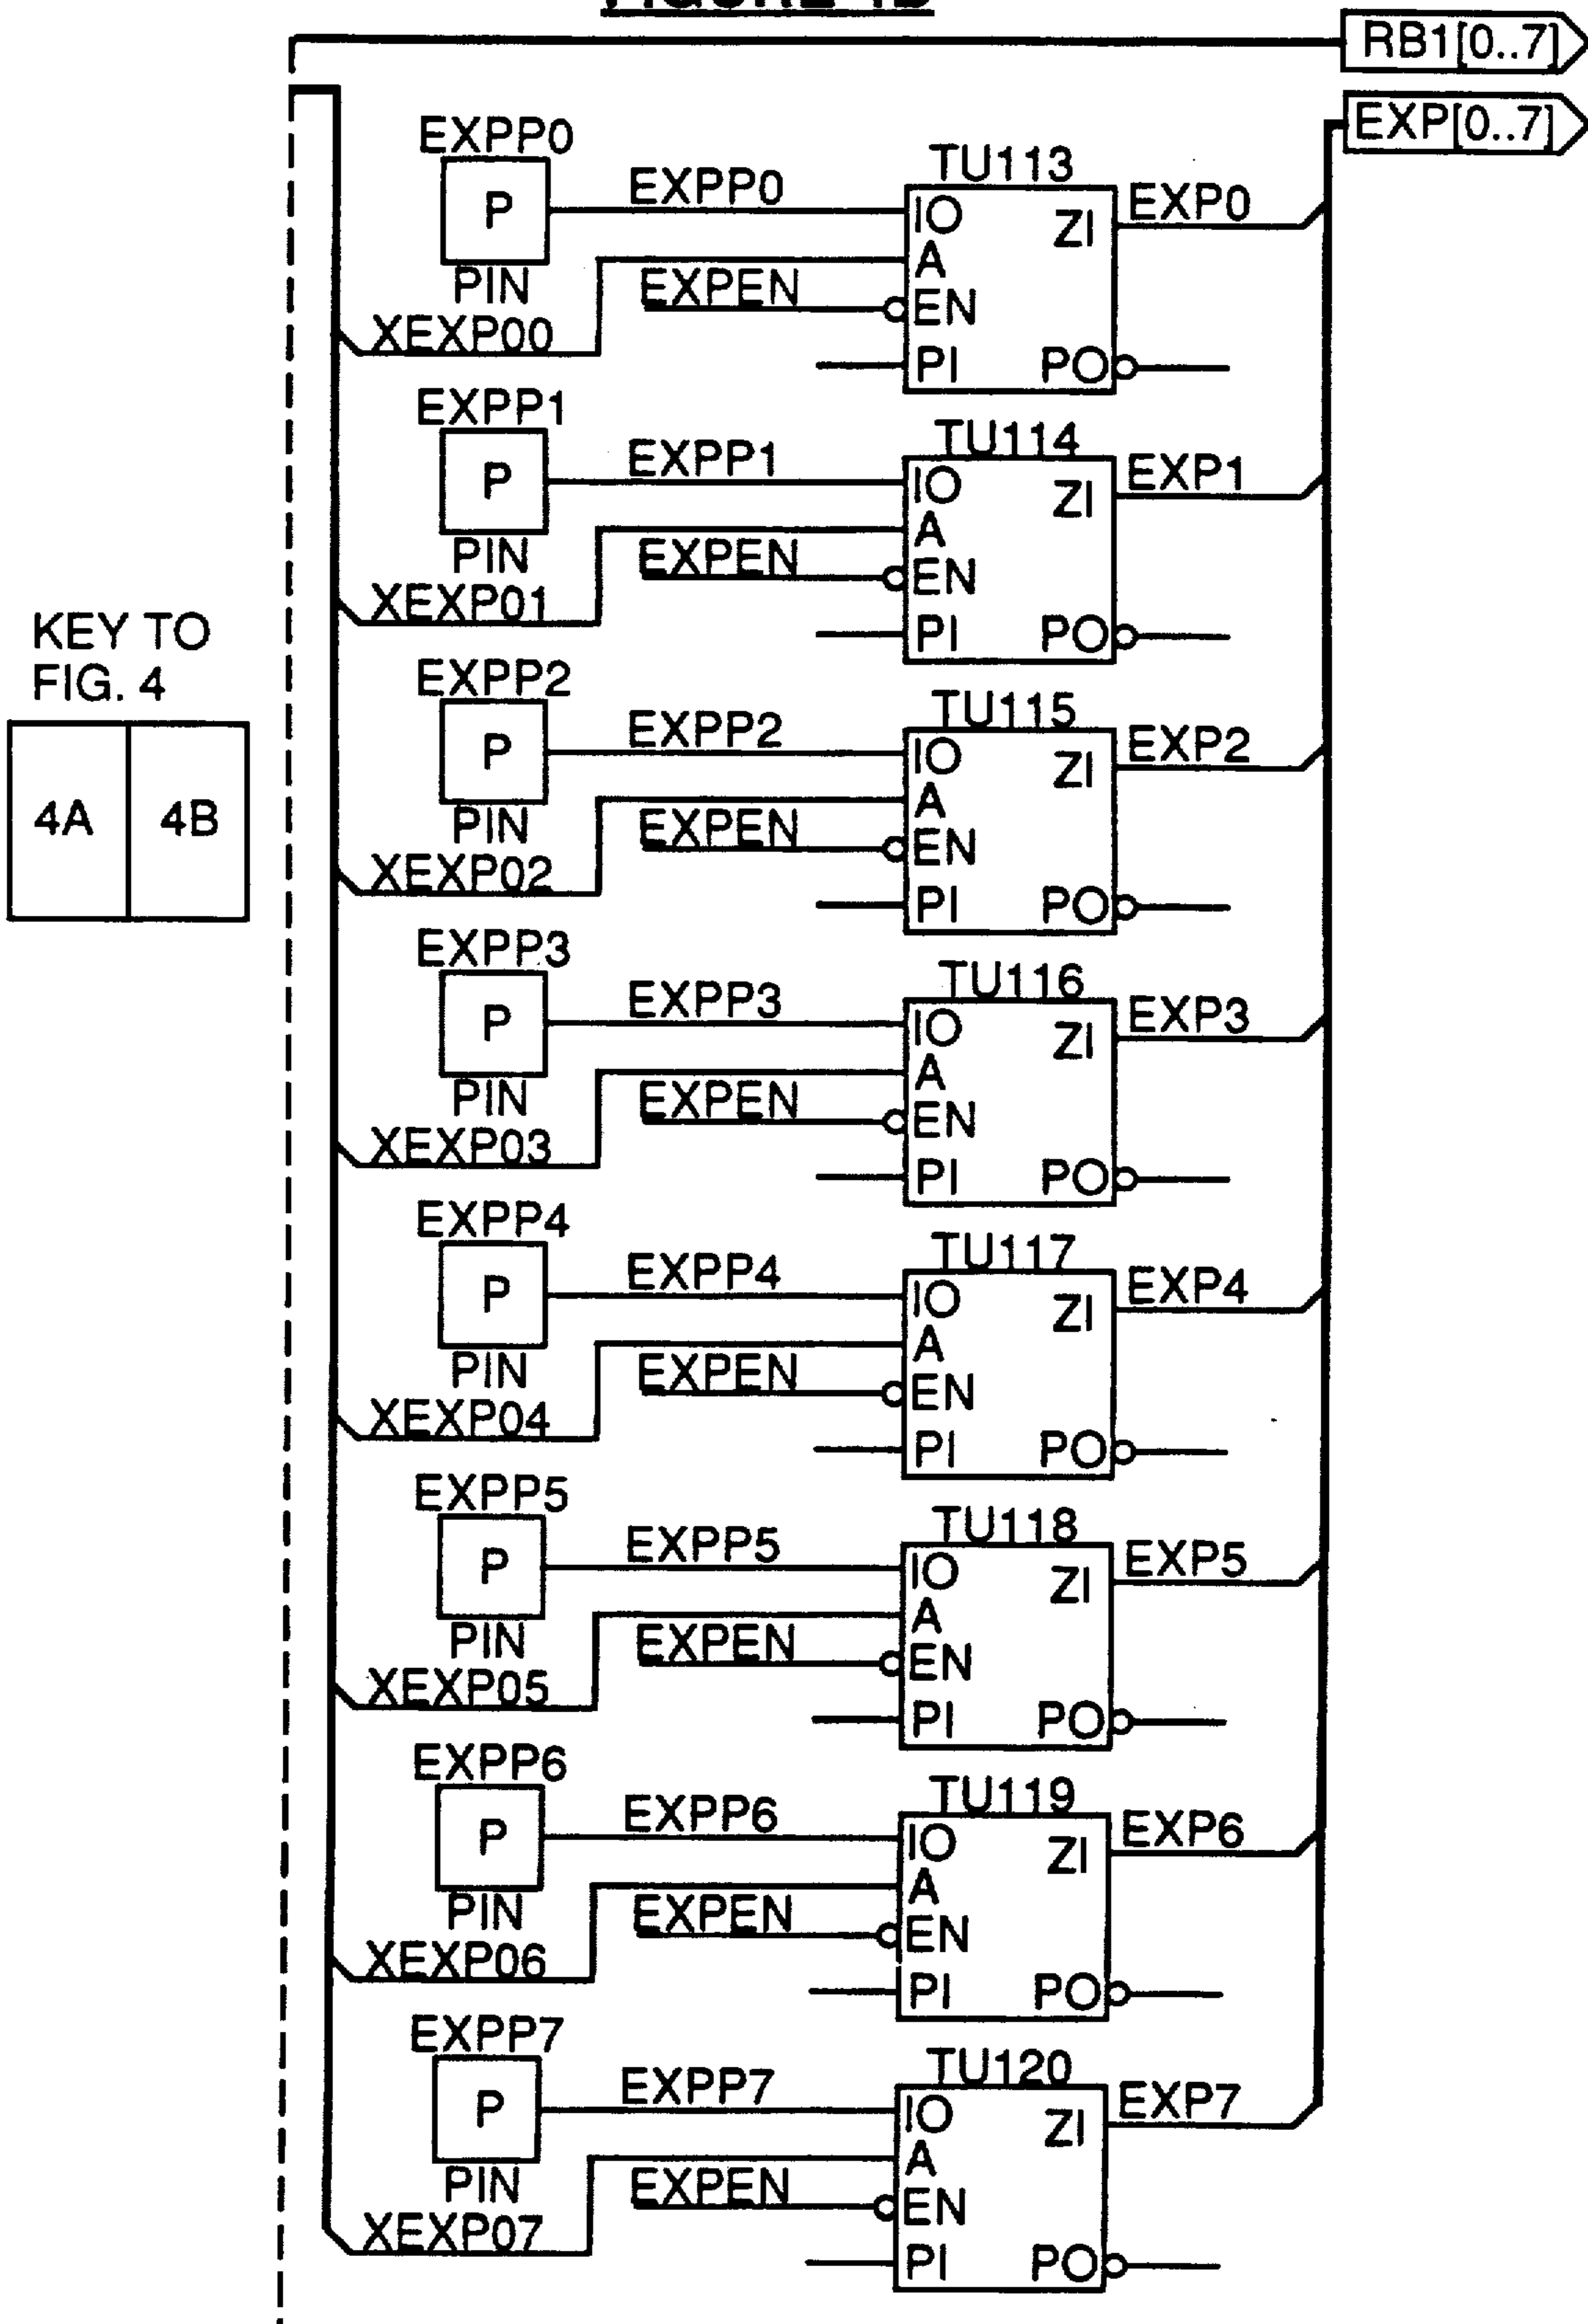 FIGURE 4B
RB1[0..7]
EXP[0..7]
KEY TO
FIG. 4
4A 4B
EXPP0
P
PIN
EXPP0
XEXP00
EXPEN
TU113
IO
A
EN
PI
ZI
PO
EXP0
EXPP1
P
PIN
EXPP1
XEXP01
EXPEN
TU114
IO
A
EN
PI
ZI
PO
EXP1
EXPP2
P
PIN
EXPP2
XEXP02
EXPEN
TU115
IO
A
EN
PI
ZI
PO
EXP2
EXPP3
P
PIN
EXPP3
XEXP03
EXPEN
TU116
IO
A
EN
PI
ZI
PO
EXP3
EXPP4
P
PIN
EXPP4
XEXP04
EXPEN
TU117
IO
A
EN
PI
ZI
PO
EXP4
EXPP5
P
PIN
EXPP5
XEXP05
EXPEN
TU118
IO
A
EN
PI
ZI
PO
EXP5
EXPP6
P
PIN
EXPP6
XEXP06
EXPEN
TU119
IO
A
EN
PI
ZI
PO
EXP6
EXPP7
P
PIN
EXPP7
XEXP07
EXPEN
TU120
IO
A
EN
PI
ZI
PO
EXP7